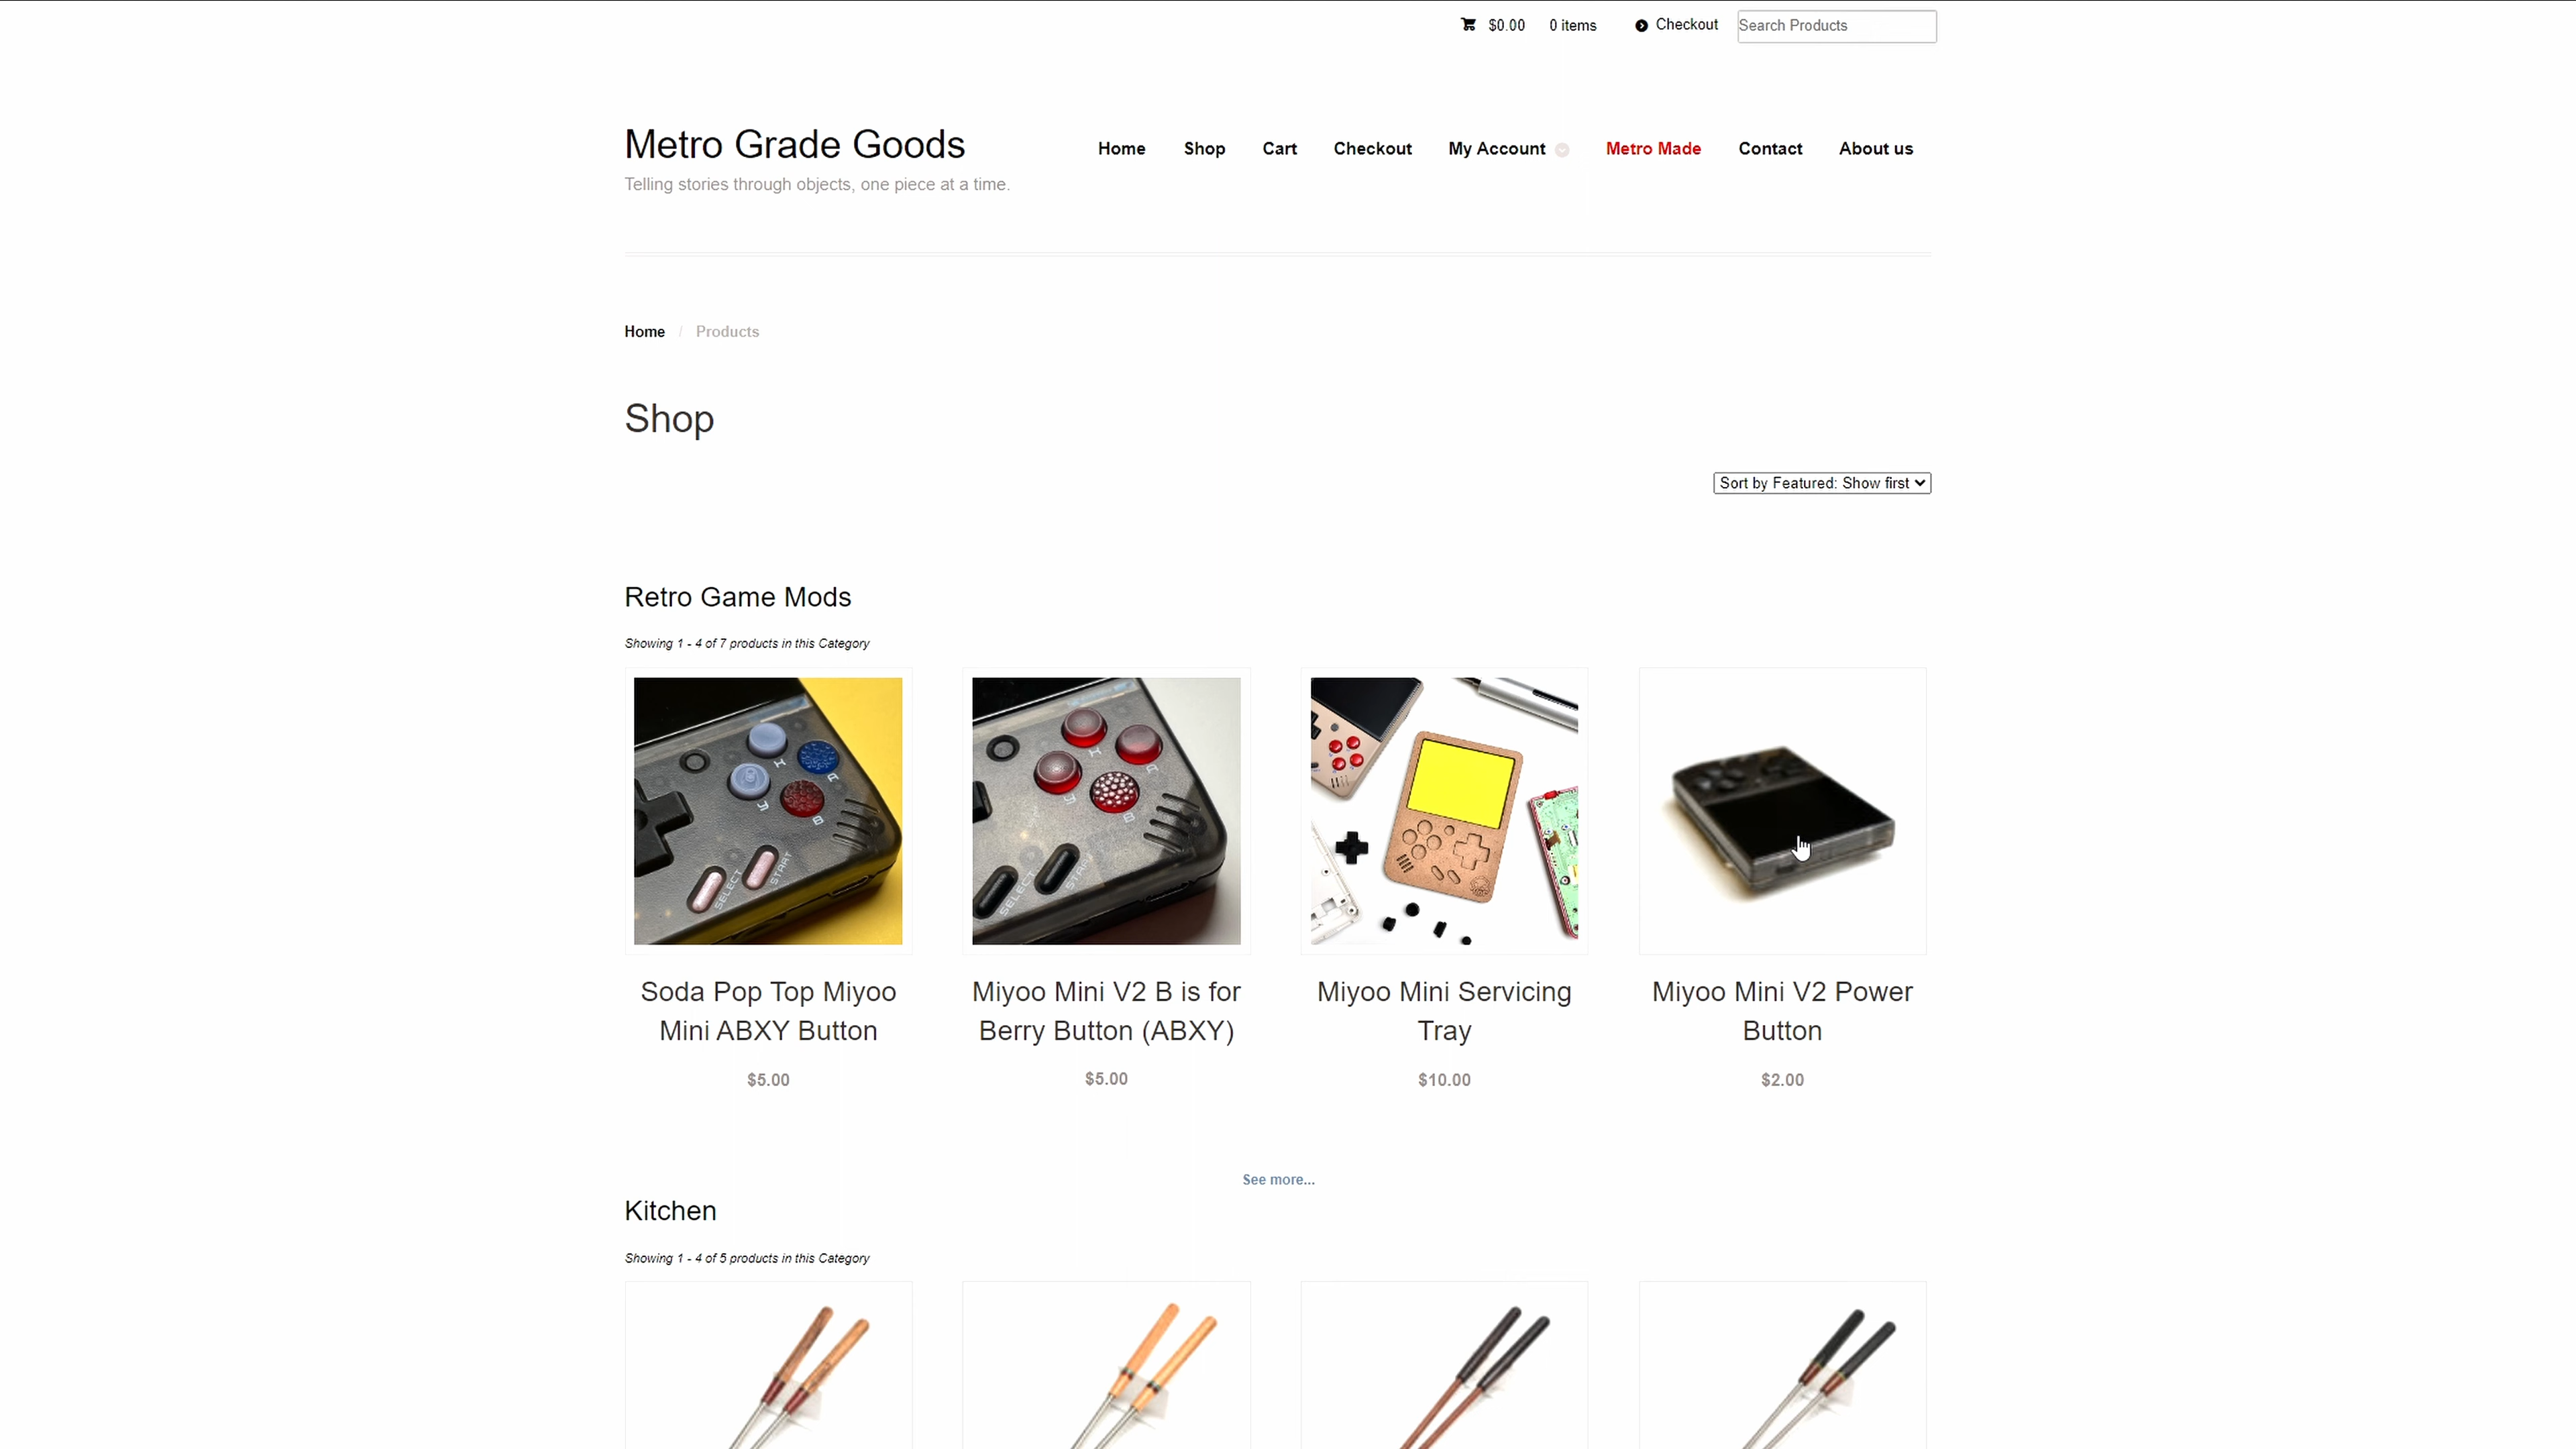 $0.00 0 items Checkout Search Products
Metro Grade Goods
Telling stories through objects, one piece at a time.
Home Shop Cart Checkout My Account Metro Made Contact About us
Home / Products
Shop
Sort by Featured: Show first
Retro Game Mods
Showing 1 - 4 of 7 products in this Category
X
A
Y
B
SELECT
START
X
A
Y
B
SELECT
START
Soda Pop Top Miyoo
Mini ABXY Button
$5.00
Miyoo Mini V2 B is for
Berry Button (ABXY)
$5.00
Miyoo Mini Servicing
Tray
$10.00
Miyoo Mini V2 Power
Button
$2.00
See more...
Kitchen
Showing 1 - 4 of 5 products in this Category